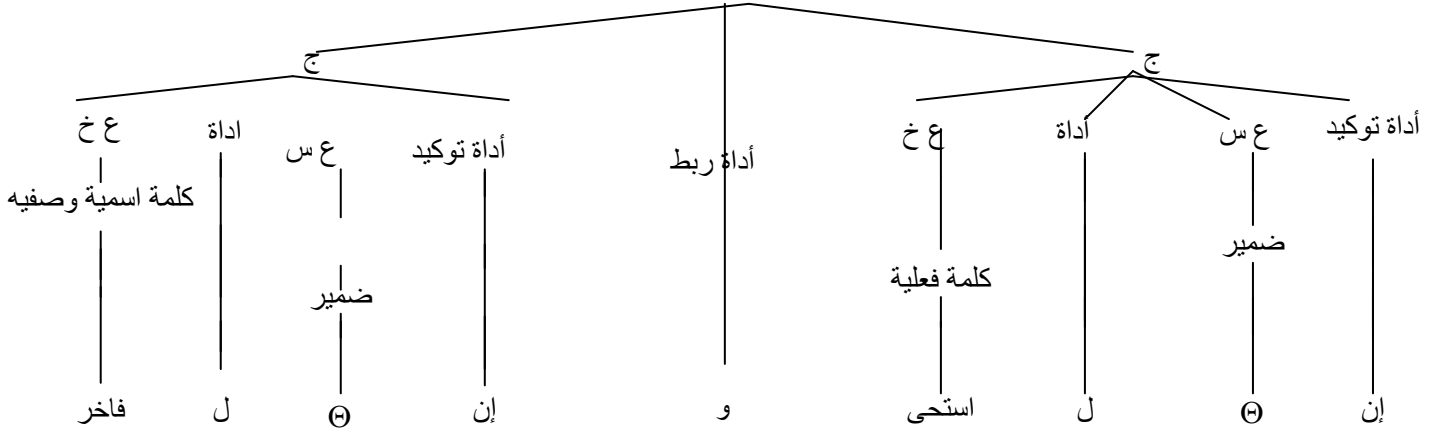 ج ج
أداة توكيد ع س أداة ع خ أداة ربط أداة توكيد ع س اداة ع خ
ضمير كلمة فعلية ضمير كلمة اسمية وصفيه
إن Θ ل استحى و إن Θ ل فاخر